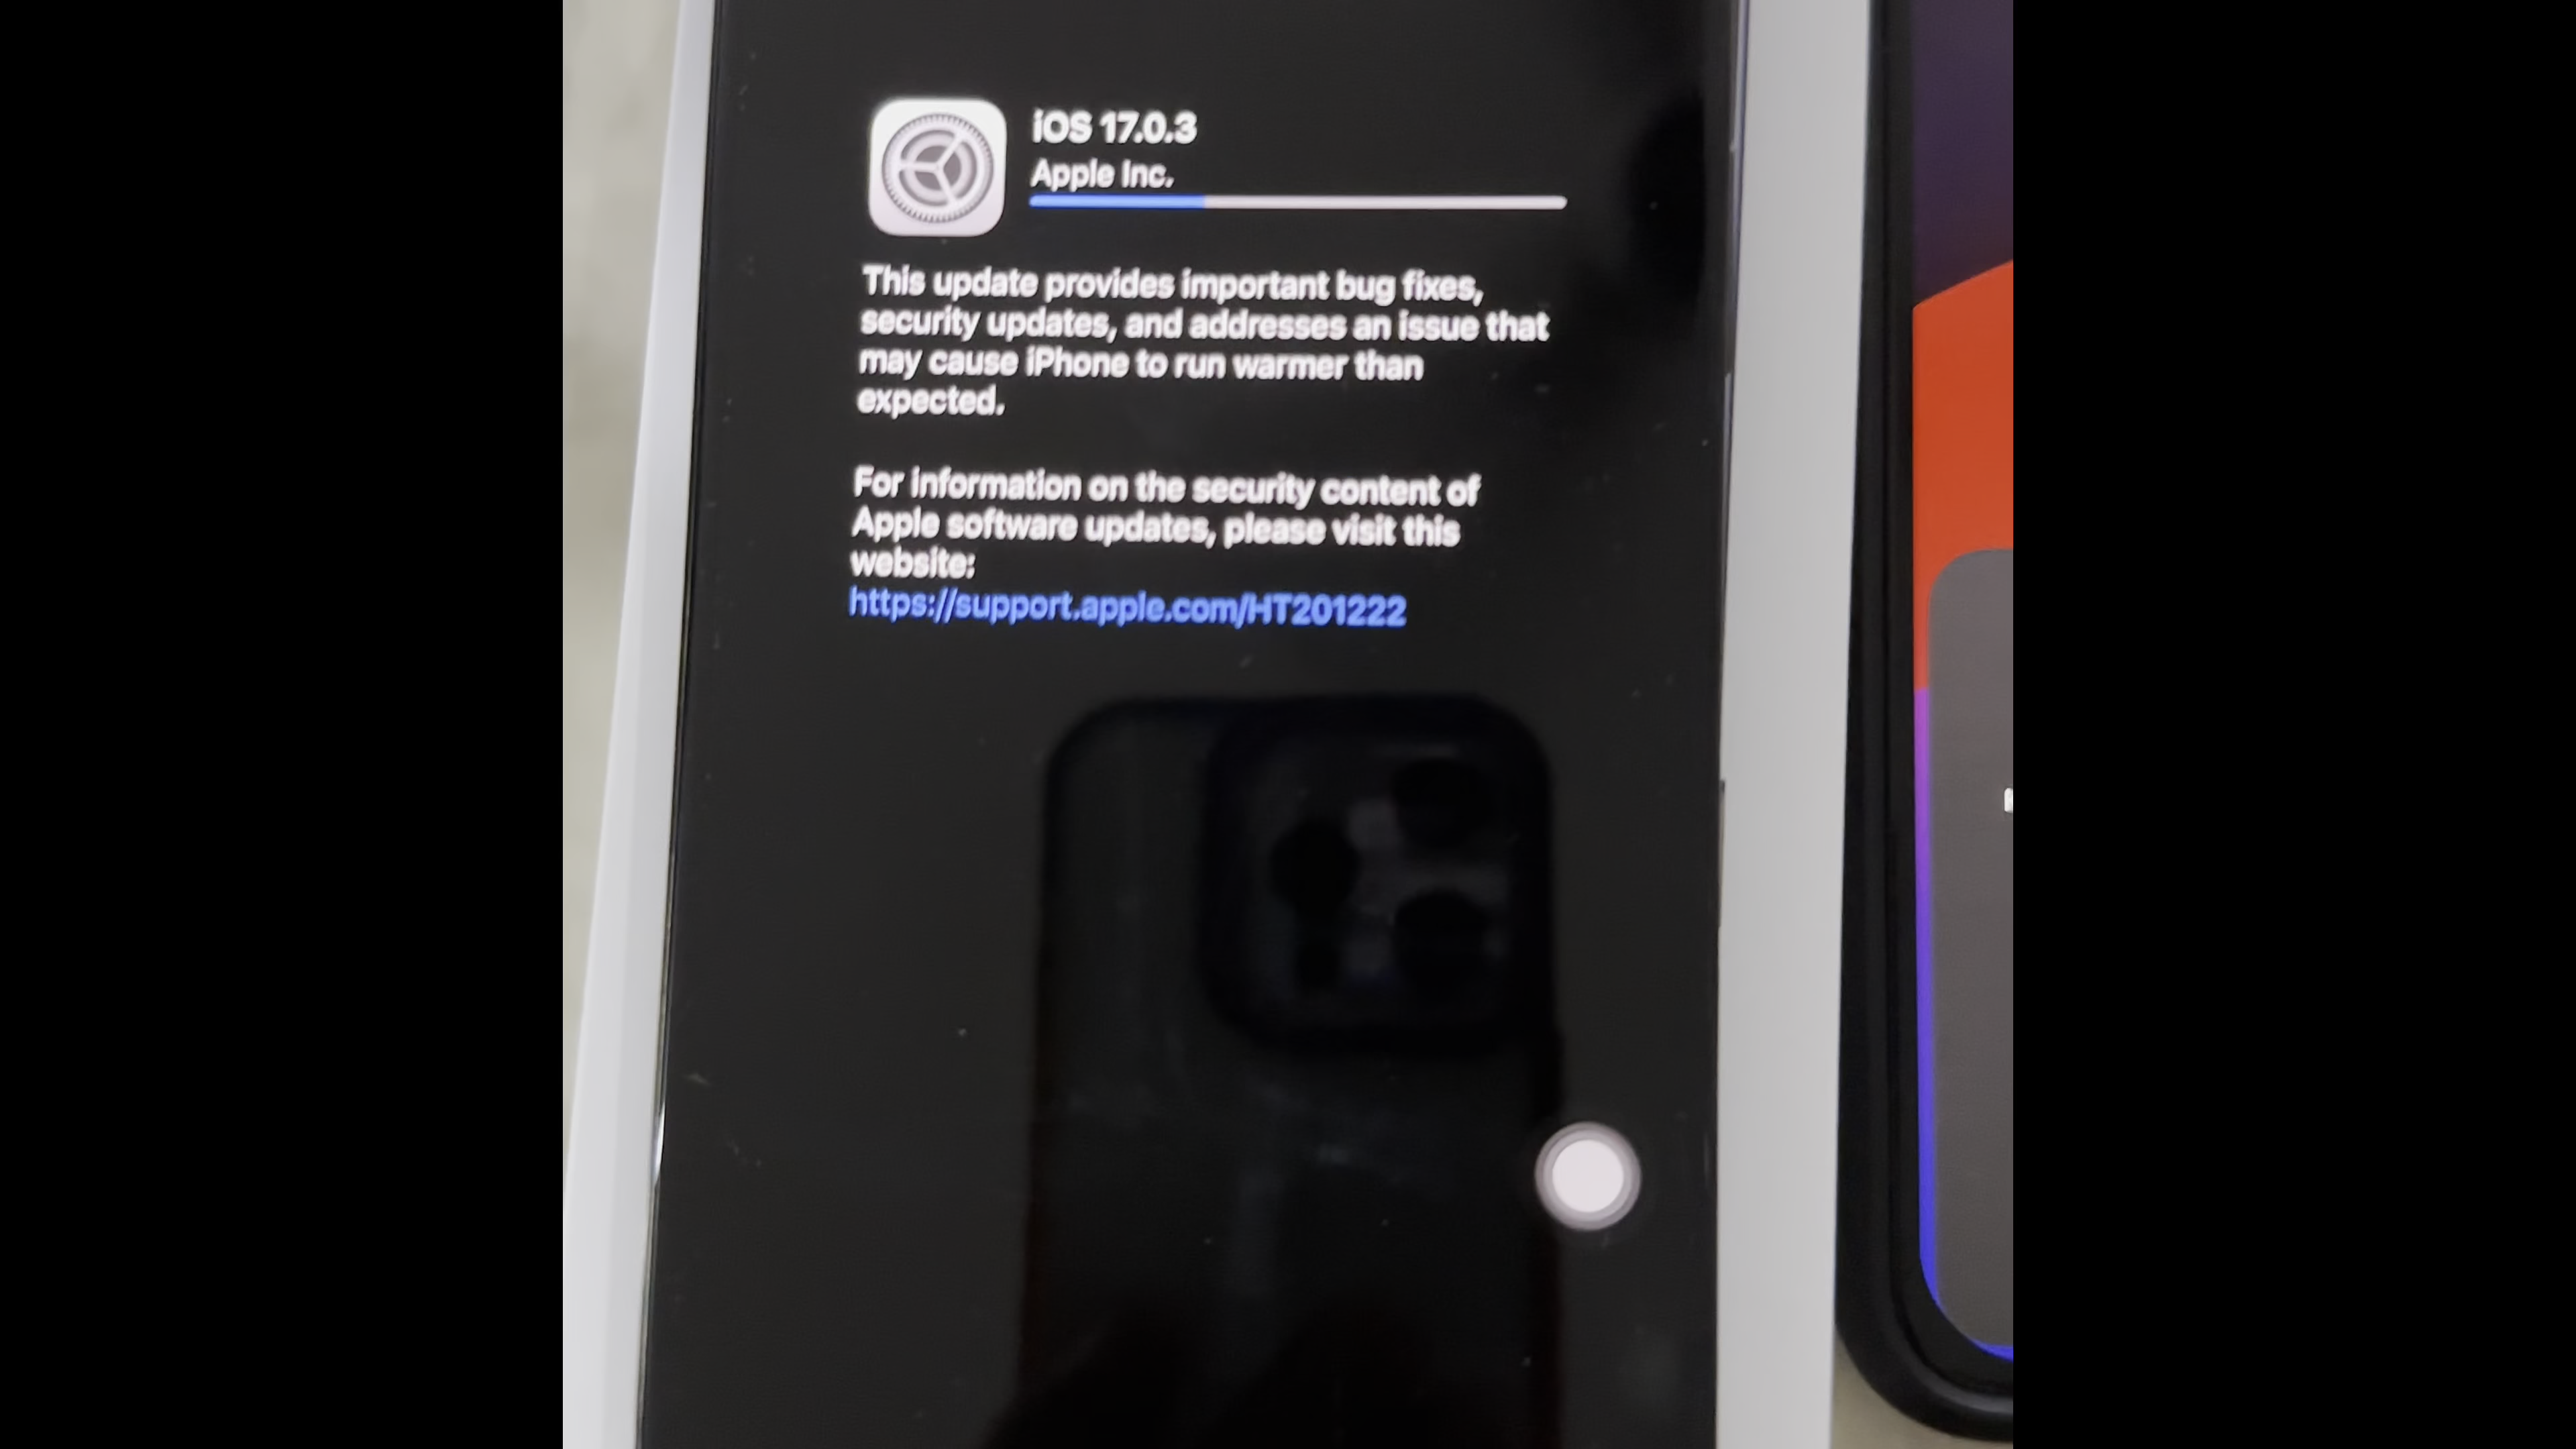 iOS 17.0.3
Apple Inc.
This update provides important bug fixes,
security updates, and addresses an issue that
may cause iPhone to run warmer than
expected.
For information on the security content of
Apple software updates, please visit this
website:
https://support.apple.com/HT201222